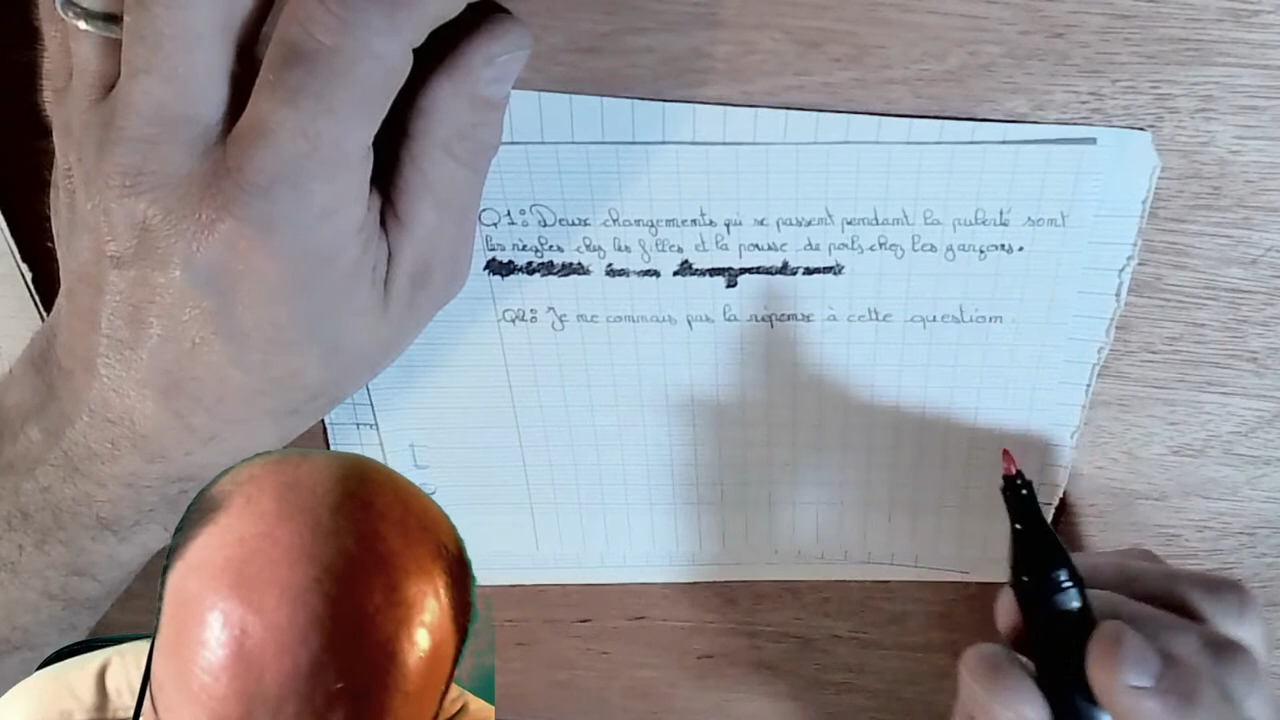 Q1: Deux changements qui se passent pendant la puberté sont
les règles chez les filles et la pousse de poils chez les garçons.
Q2: Je ne connais pas la réponse à cette question